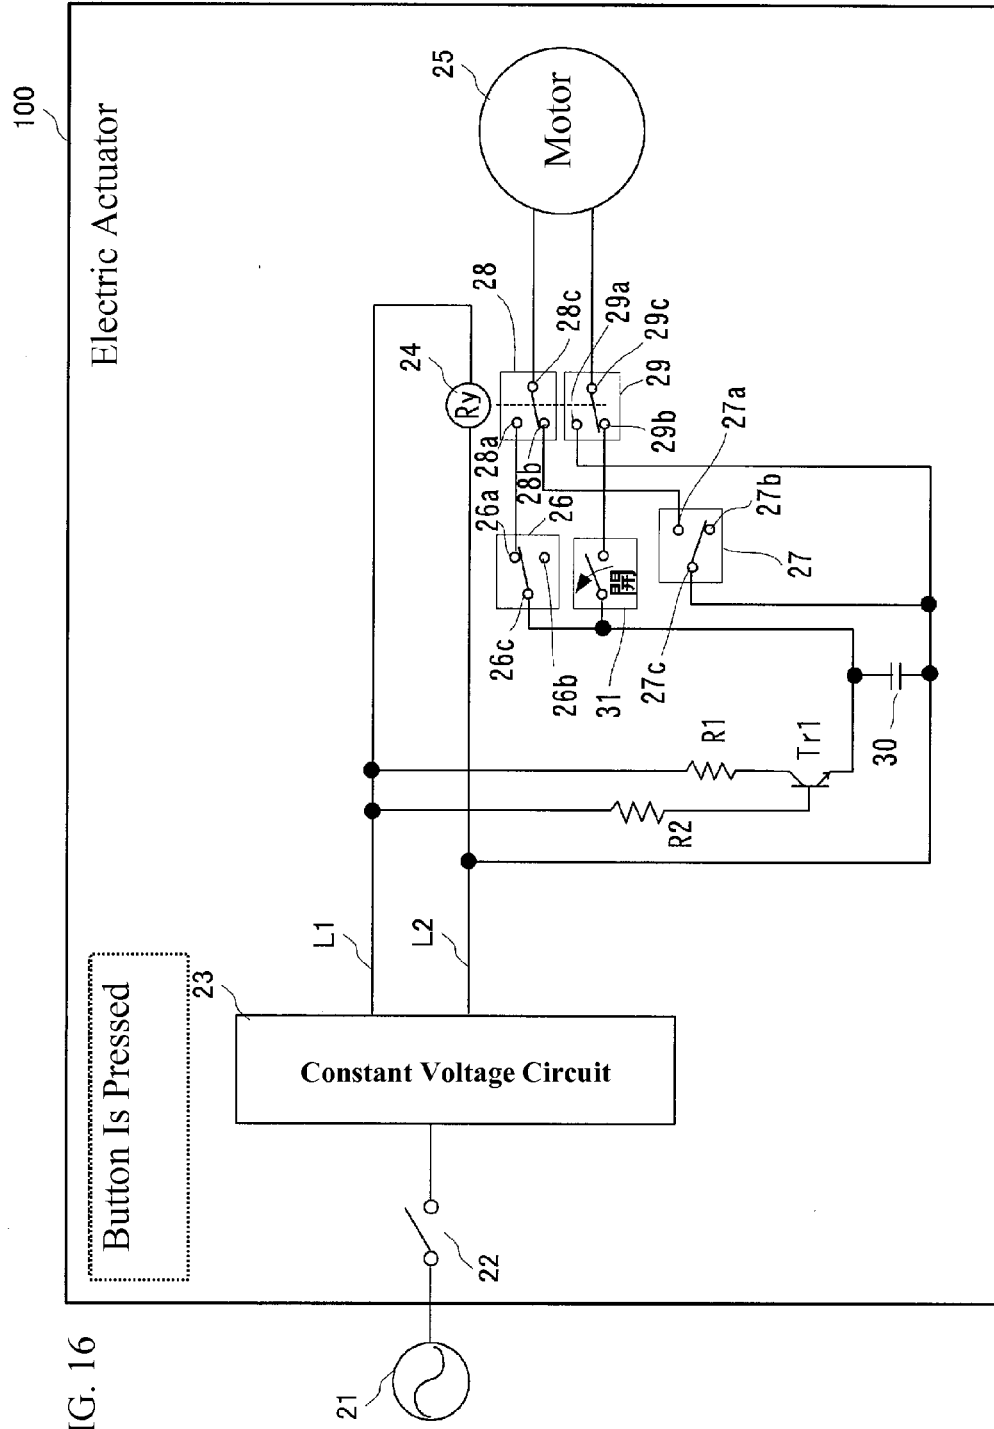 IG. 16
100
Electric Actuator
Button Is Pressed
21
22
23
Constant Voltage Circuit
L1
L2
24
Ry
25
Motor
28
28a
28b
28c
29a
29c
29
29b
26a
26
26c
26b
開
31
27a
27b
27
27c
R1
R2
Tr1
30